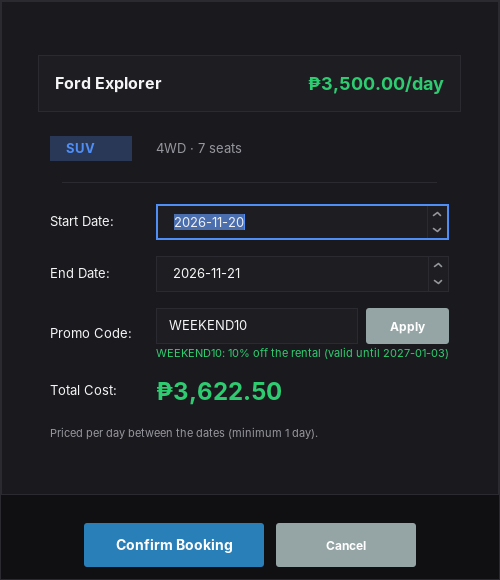 Ford Explorer ₱3,500.00/day
SUV 4WD · 7 seats
Start Date: 2026-11-20
End Date: 2026-11-21
Promo Code: WEEKEND10 Apply
WEEKEND10: 10% off the rental (valid until 2027-01-03)
Total Cost: ₱3,622.50
Priced per day between the dates (minimum 1 day).
Confirm Booking Cancel